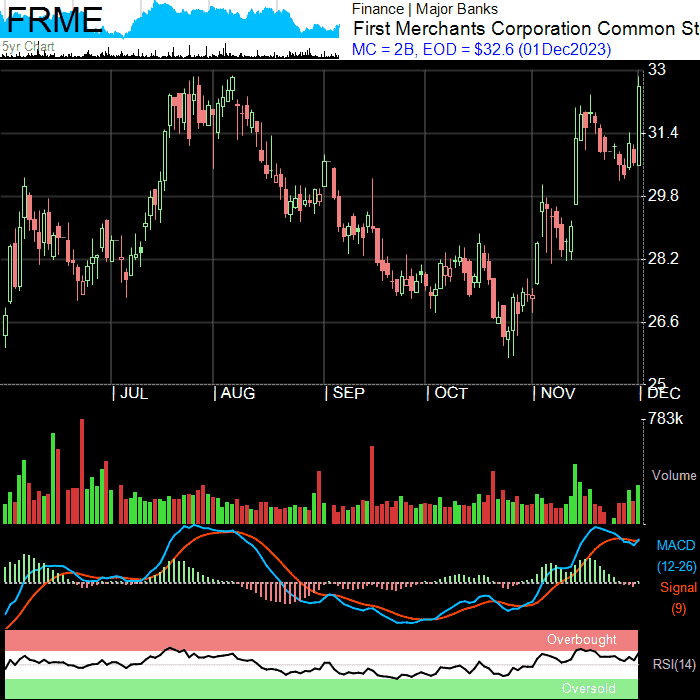 FRME
5yr Chart
Finance | Major Banks
First Merchants Corporation Common St
MC = 2B, EOD = $32.6 (01Dec2023)
33
31.4
29.8
28.2
26.6
25
| JUL | AUG | SEP | OCT | NOV | DEC
783k
Volume
MACD
(12-26)
Signal
(9)
Overbought
RSI(14)
Oversold